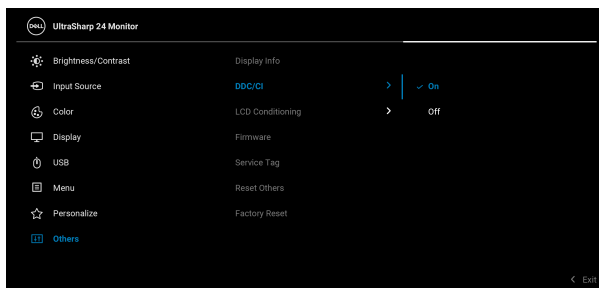 DELL UltraSharp 24 Monitor
Brightness/Contrast
Input Source
Color
Display
USB
Menu
Personalize
Others
Display Info
DDC/CI
LCD Conditioning
Firmware
Service Tag
Reset Others
Factory Reset
On
Off
Exit